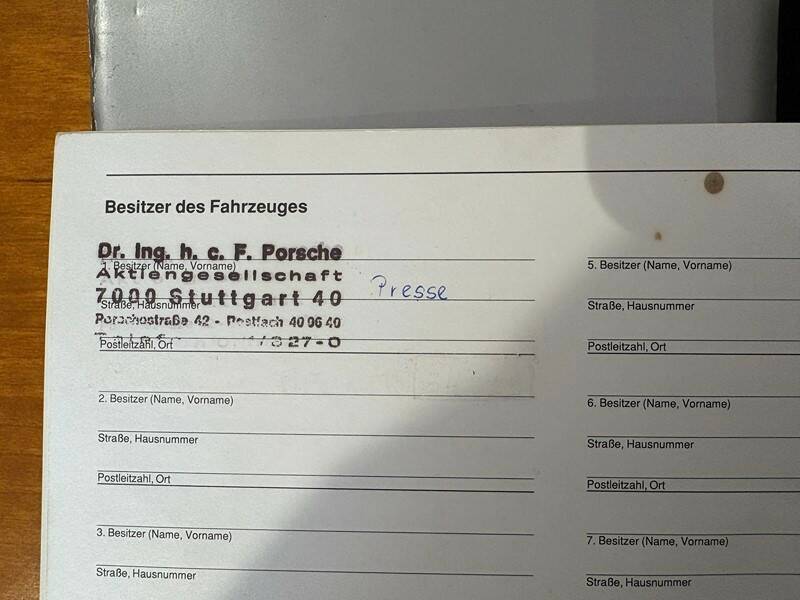 Besitzer des Fahrzeuges
Dr. Ing. h. c. F. Porsche
1. Besitzer (Name, Vorname)
Aktiengesellschaft
Presse
7000 Stuttgart 40
Straße, Hausnummer
Porschestraße 42 - Postfach 40 06 40
Postleitzahl, Ort
827-0
2. Besitzer (Name, Vorname)
Straße, Hausnummer
Postleitzahl, Ort
3. Besitzer (Name, Vorname)
Straße, Hausnummer
5. Besitzer (Name, Vorname)
Straße, Hausnummer
Postleitzahl, Ort
6. Besitzer (Name, Vorname)
Straße, Hausnummer
Postleitzahl, Ort
7. Besitzer (Name, Vorname)
Straße, Hausnummer